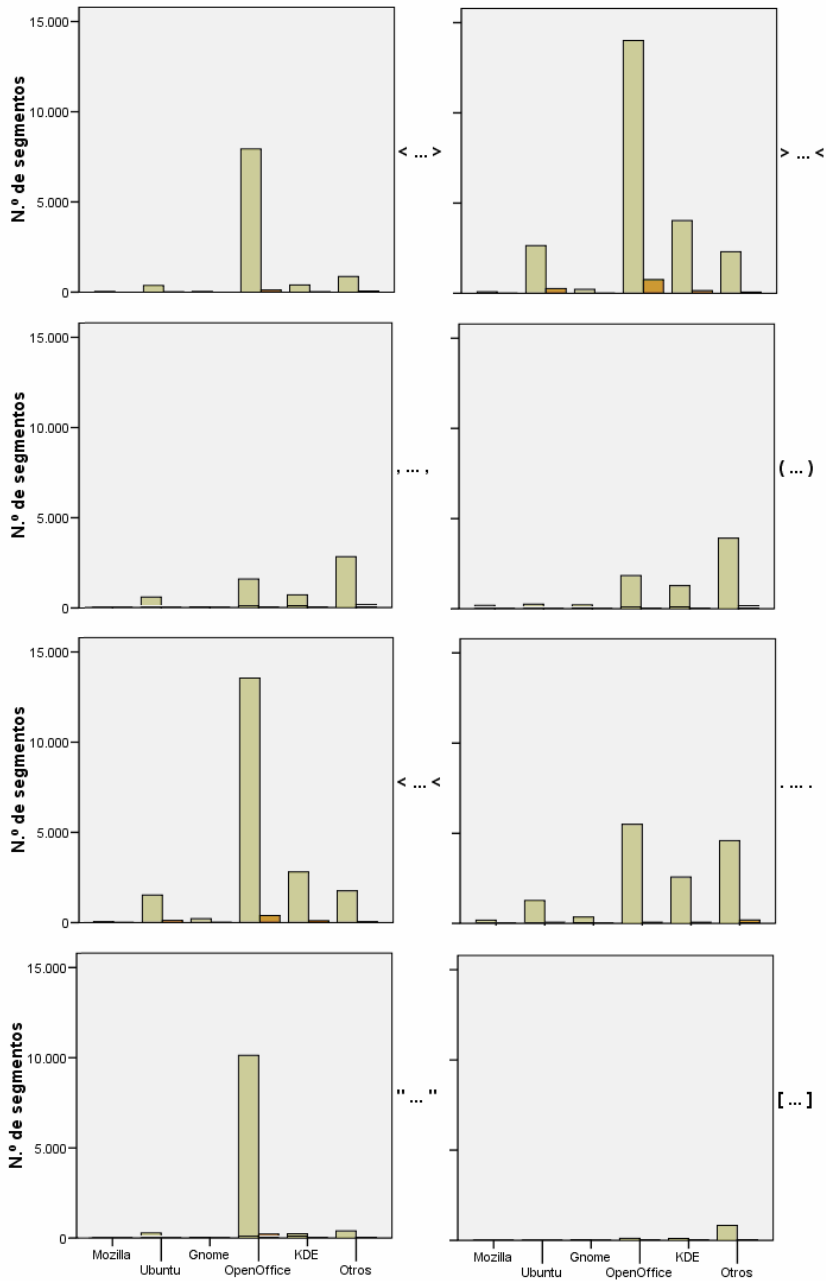 15.000
10.000
5.000
0
N.º de segmentos
< ... >
> ... <
15.000
10.000
5.000
0
N.º de segmentos
, ... ,
( ... )
15.000
10.000
5.000
0
N.º de segmentos
< ... <
. ... .
15.000
10.000
5.000
0
N.º de segmentos
" ... "
[ ... ]
Mozilla
Ubuntu
Gnome
OpenOffice
KDE
Otros
Mozilla
Ubuntu
Gnome
OpenOffice
KDE
Otros